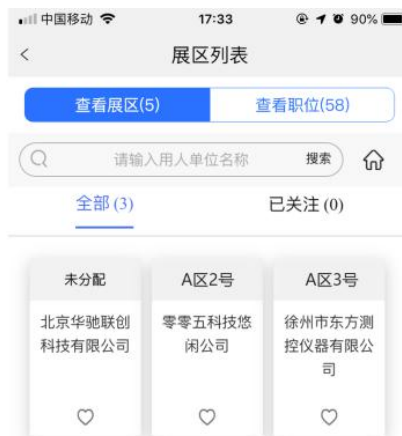 中国移动 17:33 90%
展区列表
查看展区(5) 查看职位(58)
请输入用人单位名称 搜索
全部 (3) 已关注 (0)
未分配 A区2号 A区3号
北京华驰联创 零零五科技悠 徐州市东方测
科技有限公司 闲公司 控仪器有限公
司